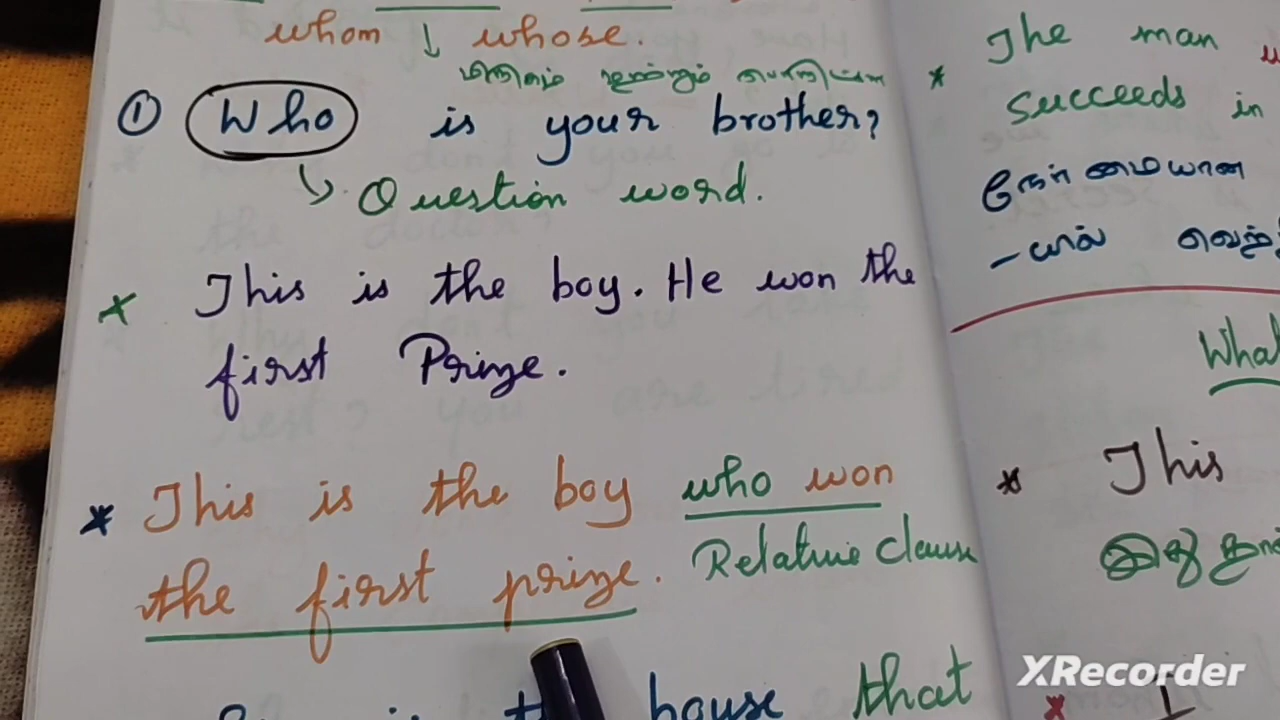 whom ↓ whose.
① Who is your brother?
↳ Question word.
This is the boy. He won the
first Prize.
* This is the boy who won
Relative Clause
the first prize.
house that
The man
* Succeeds in
நேர்மையான
- யால்
What
* This
இது
* I
XRecorder